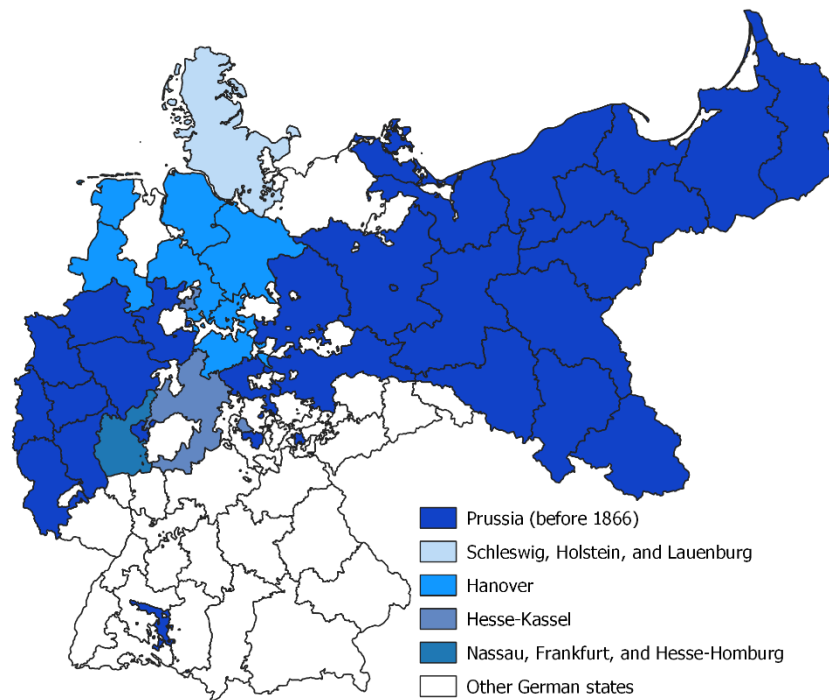 Prussia (before 1866)
Schleswig, Holstein, and Lauenburg
Hanover
Hesse-Kassel
Nassau, Frankfurt, and Hesse-Homburg
Other German states